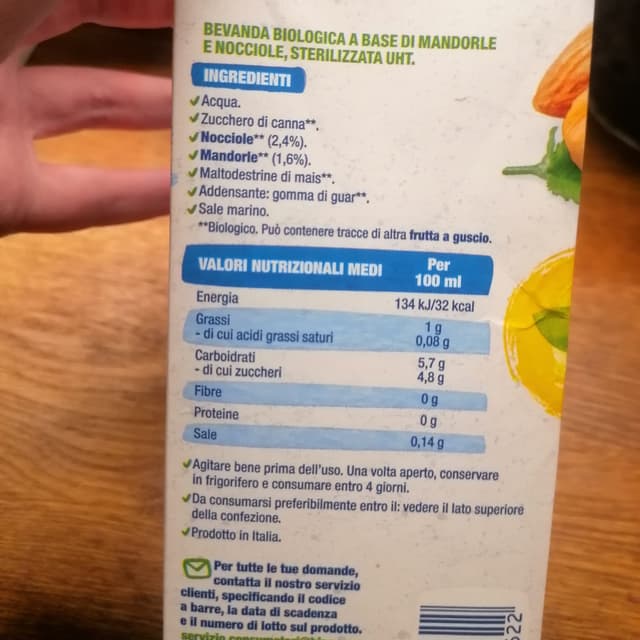 BEVANDA BIOLOGICA A BASE DI MANDORLE
E NOCCIOLE, STERILIZZATA UHT.
INGREDIENTI
✓ Acqua.
✓ Zucchero di canna**.
✓ Nocciole** (2,4%).
✓ Mandorle** (1,6%).
✓ Maltodestrine di mais**.
✓ Addensante: gomma di guar**.
✓ Sale marino.
**Biologico. Può contenere tracce di altra frutta a guscio.
VALORI NUTRIZIONALI MEDI Per
100 ml
Energia 134 kJ/32 kcal
Grassi 1 g
- di cui acidi grassi saturi 0,08 g
Carboidrati 5,7 g
- di cui zuccheri 4,8 g
Fibre 0 g
Proteine 0 g
Sale 0,14 g
✓ Agitare bene prima dell'uso. Una volta aperto, conservare
in frigorifero e consumare entro 4 giorni.
✓ Da consumarsi preferibilmente entro il: vedere il lato superiore
della confezione.
✓ Prodotto in Italia.
Per tutte le tue domande,
contatta il nostro servizio
clienti, specificando il codice
a barre, la data di scadenza
e il numero di lotto sul prodotto.